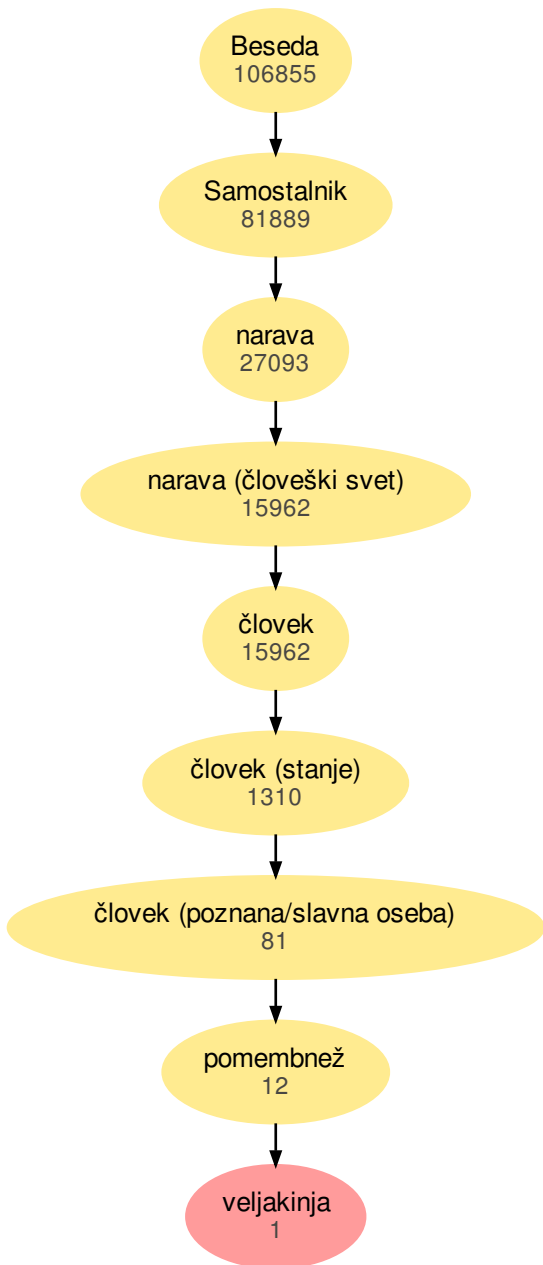 Beseda
106855
Samostalnik
81889
narava
27093
narava (človeški svet)
15962
človek
15962
človek (stanje)
1310
človek (poznana/slavna oseba)
81
pomembnež
12
veljakinja
1